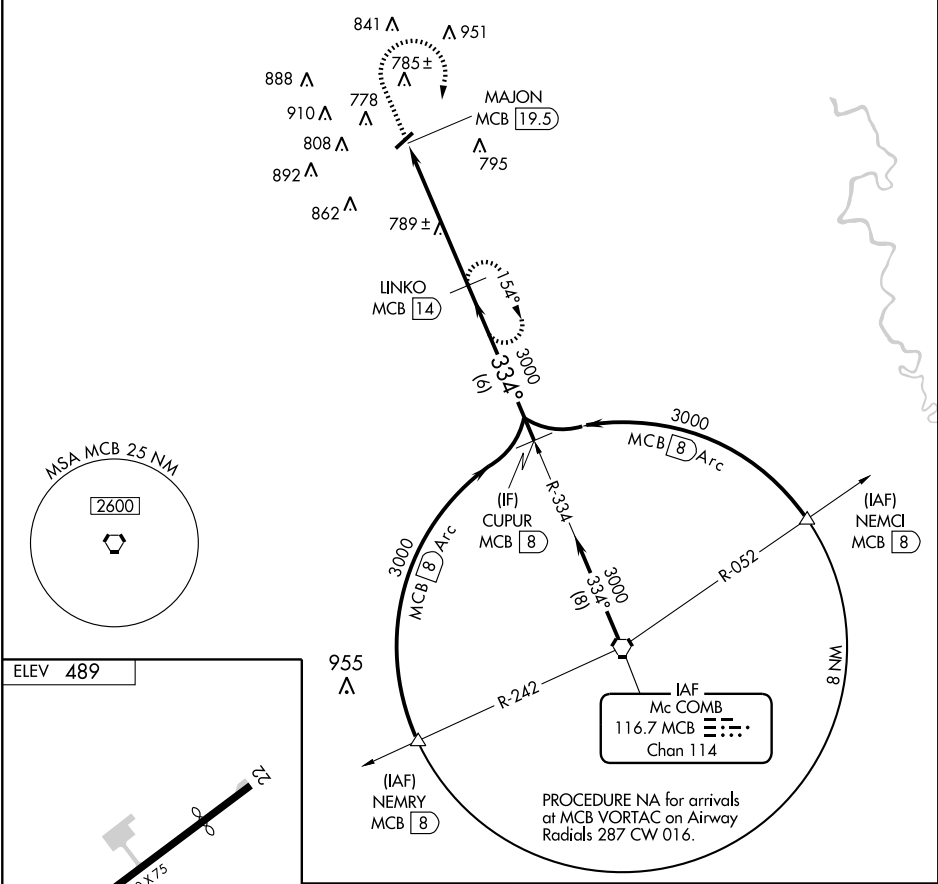 841
951
785±
888
778
910
MAJON
MCB 19.5
808
795
892
862
789±
LINKO
MCB 14
154°
3000
334°
(6)
3000
MCB 8 Arc
MSA MCB 25 NM
2600
(IF)
CUPUR
MCB 8
R-334
(IAF)
NEMCI
MCB 8
3000
MCB 8 Arc
R-052
3000
334°
(8)
8 NM
ELEV 489
955
R-242
IAF
Mc COMB
116.7 MCB
Chan 114
(IAF)
NEMRY
MCB 8
PROCEDURE NA for arrivals
at MCB VORTAC on Airway
Radials 287 CW 016.
22
X 75